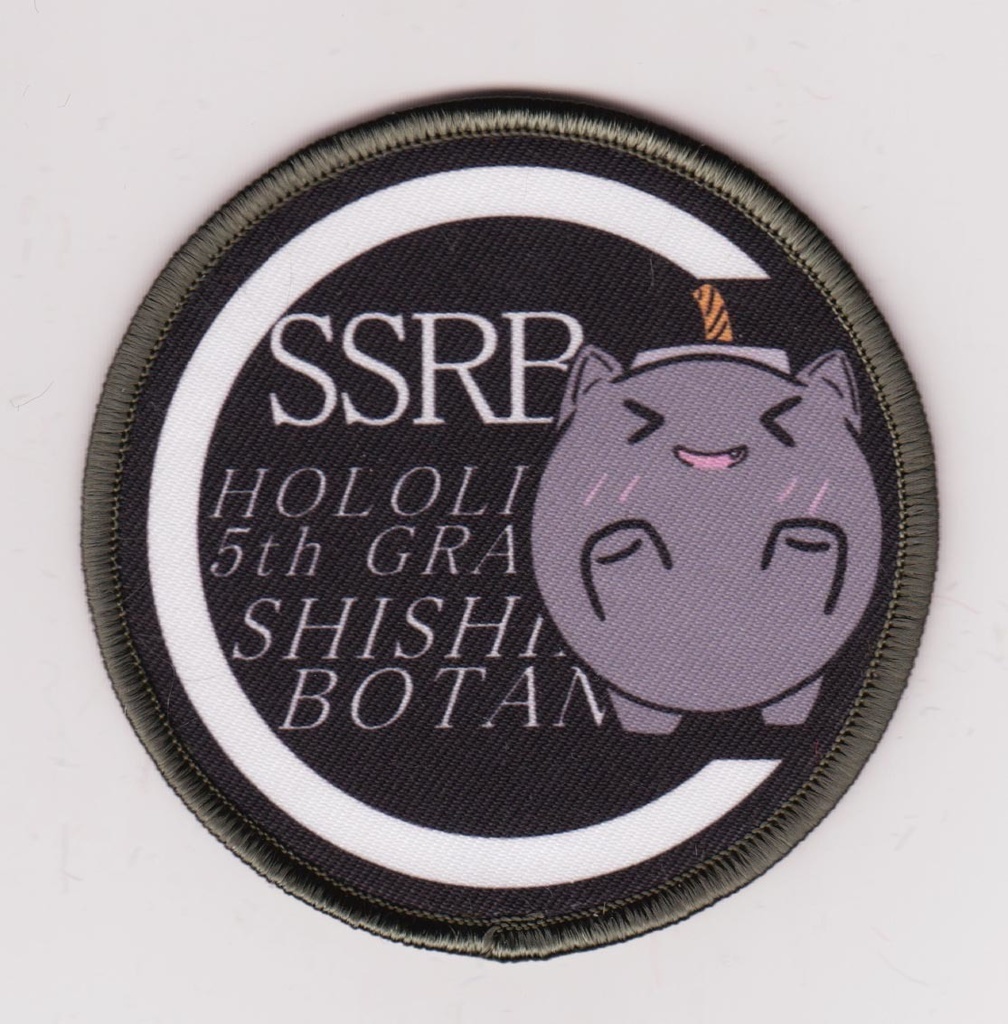 SSRB
HOLOLI
5th GRA
SHISHI
BOTAN